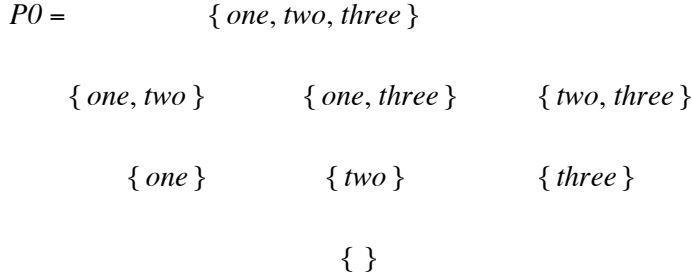 P0 = { one, two, three }
{ one, two } { one, three } { two, three }
{ one } { two } { three }
{ }